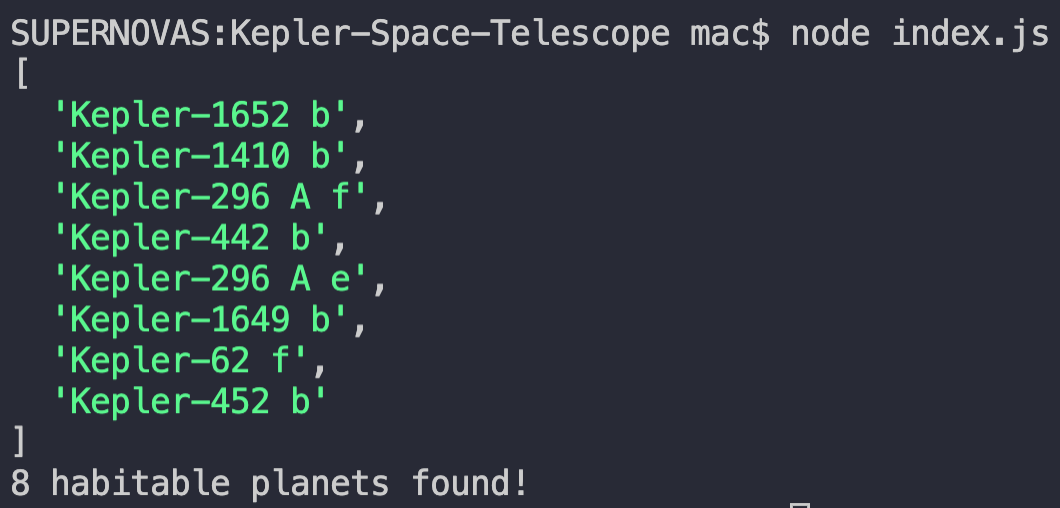 SUPERNOVAS:Kepler-Space-Telescope mac$ node index.js
[
  'Kepler-1652 b',
  'Kepler-1410 b',
  'Kepler-296 A f',
  'Kepler-442 b',
  'Kepler-296 A e',
  'Kepler-1649 b',
  'Kepler-62 f',
  'Kepler-452 b'
]
8 habitable planets found!